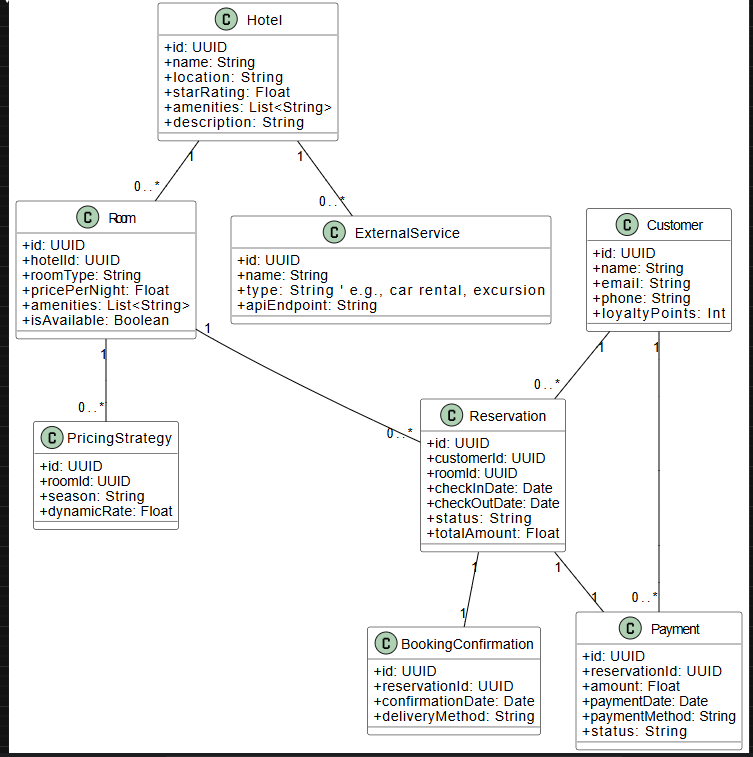 C Hotel
+id: UUID
+name: String
+location: String
+starRating: Float
+amenities: List<String>
+description: String
1
1
0..*
0..*
C Room
+id: UUID
+hotelId: UUID
+roomType: String
+pricePerNight: Float
+amenities: List<String>
+isAvailable: Boolean
C ExternalService
+id: UUID
+name: String
+type: String ' e.g., car rental, excursion
+apiEndpoint: String
C Customer
+id: UUID
+name: String
+email: String
+phone: String
+loyaltyPoints: Int
1
1
1
1
0..*
0..*
0..*
C PricingStrategy
+id: UUID
+roomId: UUID
+season: String
+dynamicRate: Float
C Reservation
+id: UUID
+customerId: UUID
+roomId: UUID
+checkInDate: Date
+checkOutDate: Date
+status: String
+totalAmount: Float
1
1
1
1
0..*
C BookingConfirmation
+id: UUID
+reservationId: UUID
+confirmationDate: Date
+deliveryMethod: String
C Payment
+id: UUID
+reservationId: UUID
+amount: Float
+paymentDate: Date
+paymentMethod: String
+status: String